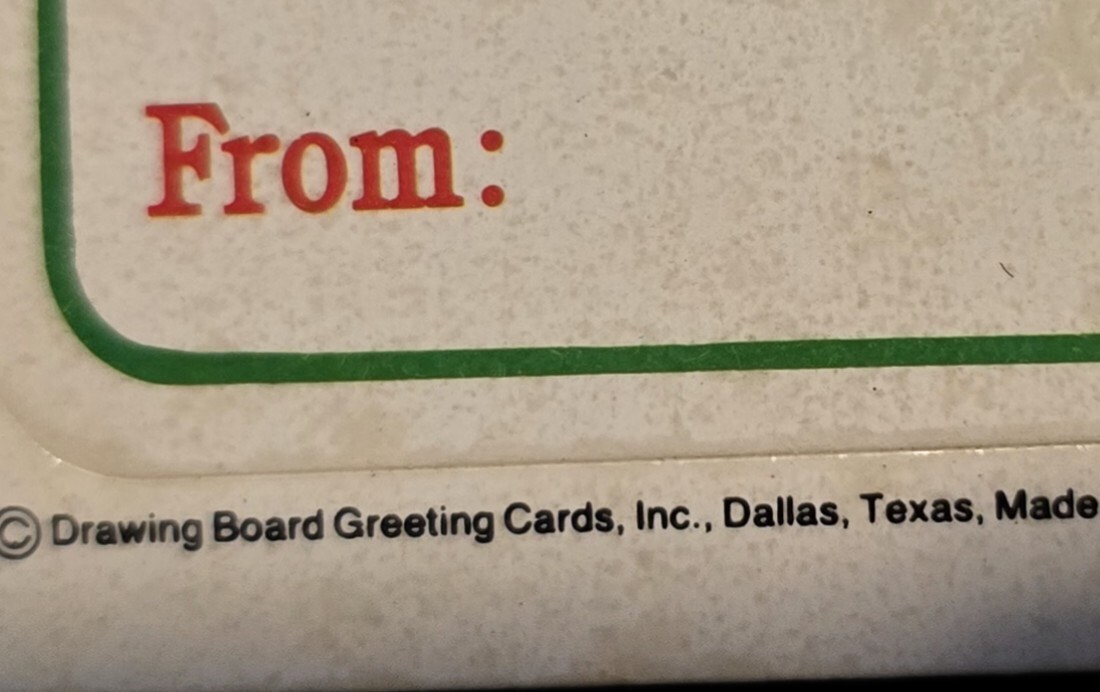 From:
© Drawing Board Greeting Cards, Inc., Dallas, Texas, Made